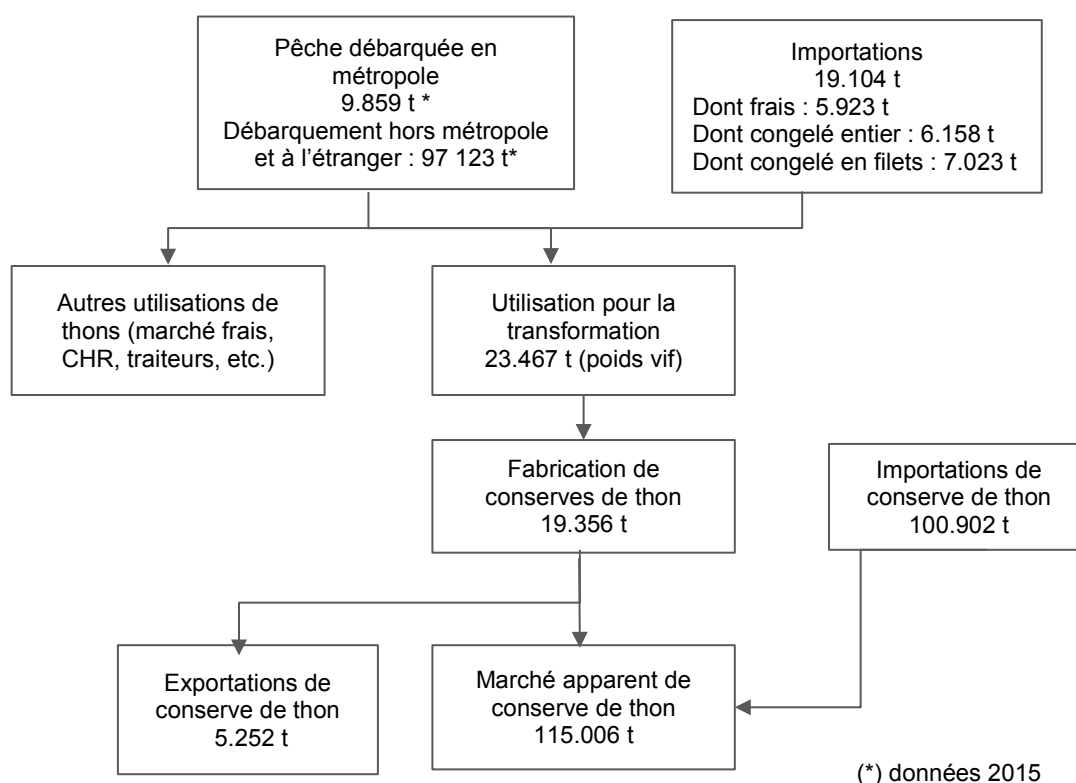 Pêche débarquée en
métropole
9.859 t *
Débarquement hors métropole
et à l'étranger : 97 123 t*
Importations
19.104 t
Dont frais : 5.923 t
Dont congelé entier : 6.158 t
Dont congelé en filets : 7.023 t
Autres utilisations de
thons (marché frais,
CHR, traiteurs, etc.)
Utilisation pour la
transformation
23.467 t (poids vif)
Fabrication de
conserves de thon
19.356 t
Importations de
conserve de thon
100.902 t
Exportations de
conserve de thon
5.252 t
Marché apparent de
conserve de thon
115.006 t
(*) données 2015